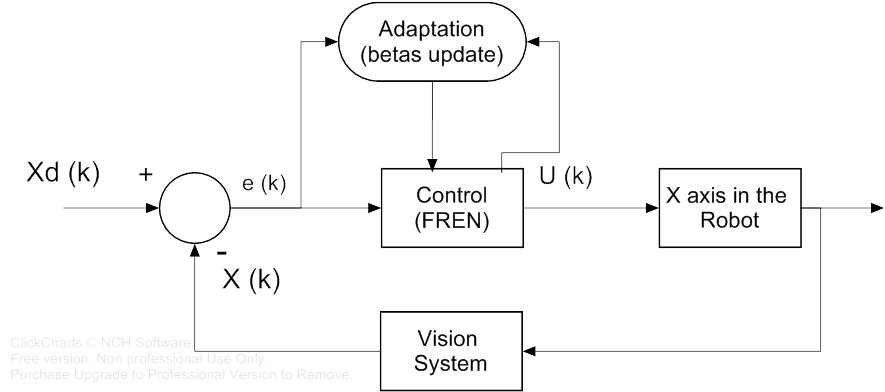 Adaptation
(betas update)
Xd (k)
+
e (k)
Control
(FREN)
U (k)
X axis in the
Robot
-
X (k)
Vision
System
ClickCharts © NCH Software
Free version. Non professional Use Only.
Purchase Upgrade to Professional Version to Remove.